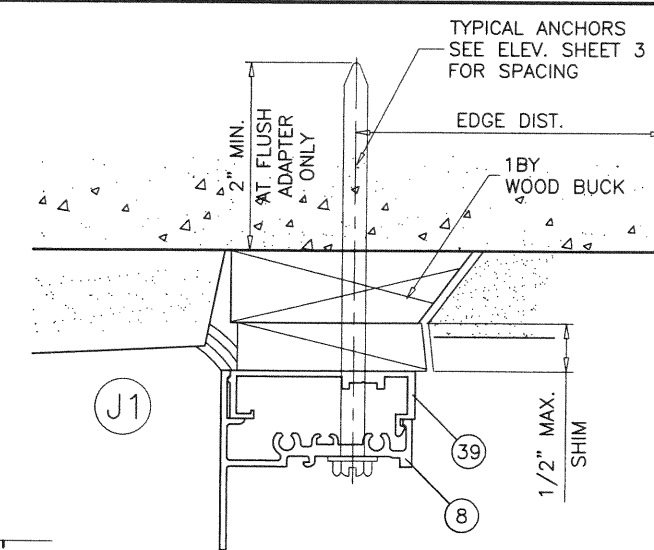 TYPICAL ANCHORS
SEE ELEV. SHEET 3
FOR SPACING
EDGE DIST.
2" MIN.
AT FLUSH
ADAPTER
ONLY
1BY
WOOD BUCK
J1
39
8
1/2" MAX.
SHIM